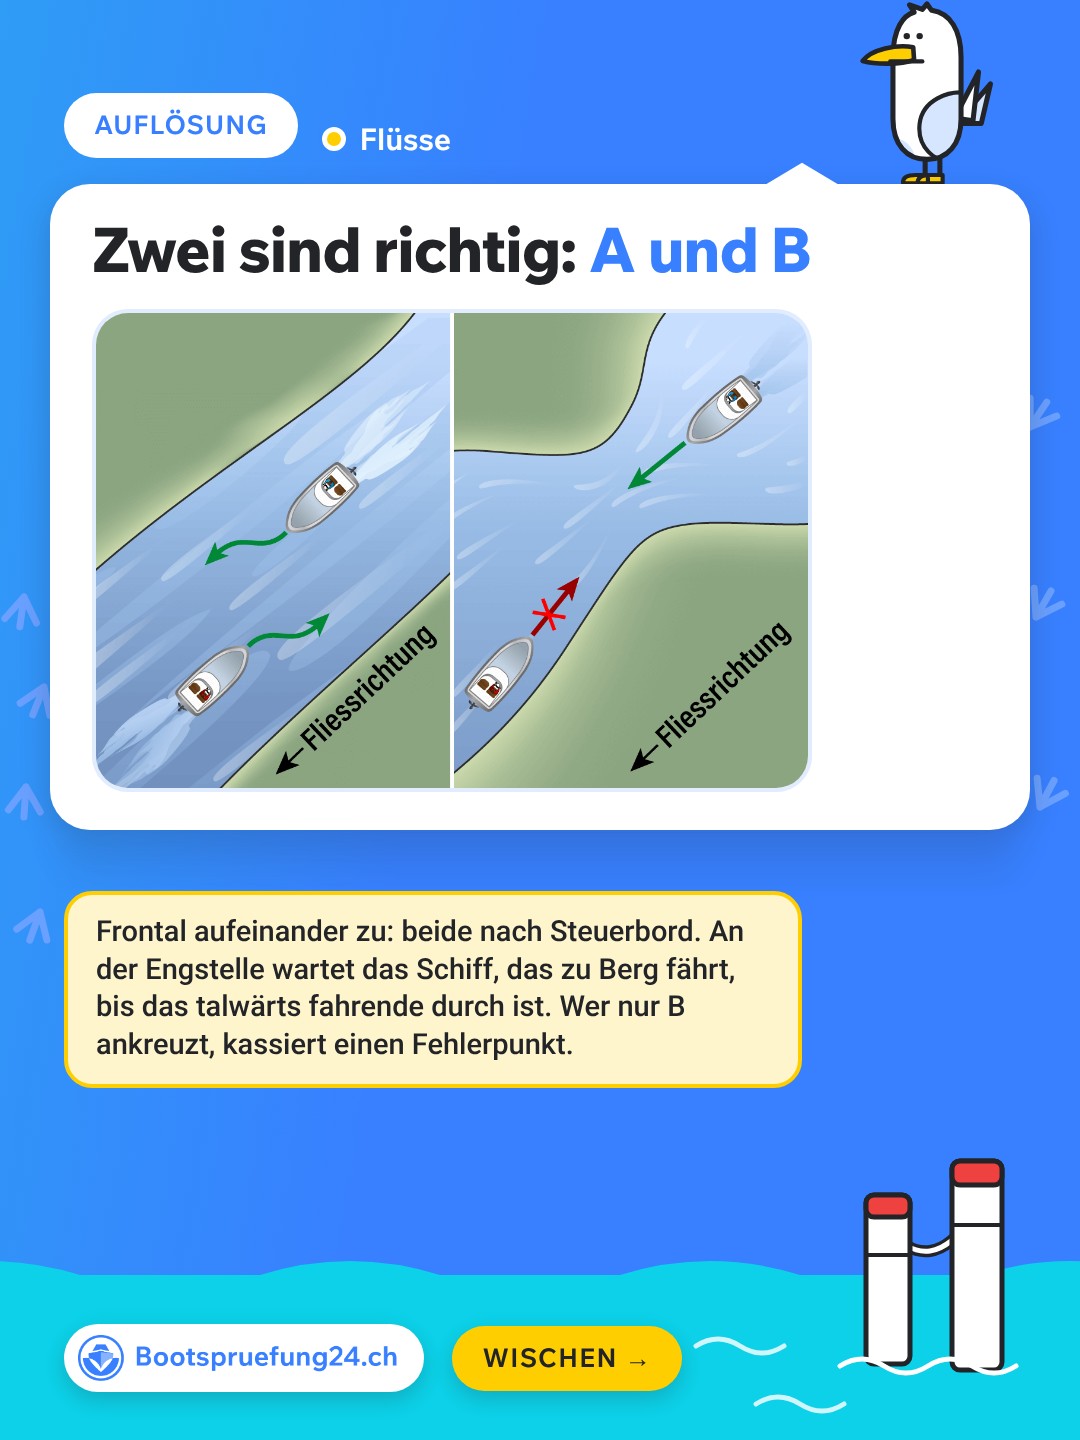 AUFLÖSUNG
Flüsse
Zwei sind richtig: A und B
Fliessrichtung
Fliessrichtung
Frontal aufeinander zu: beide nach Steuerbord. An
der Engstelle wartet das Schiff, das zu Berg fährt,
bis das talwärts fahrende durch ist. Wer nur B
ankreuzt, kassiert einen Fehlerpunkt.
Bootspruefung24.ch
WISCHEN →